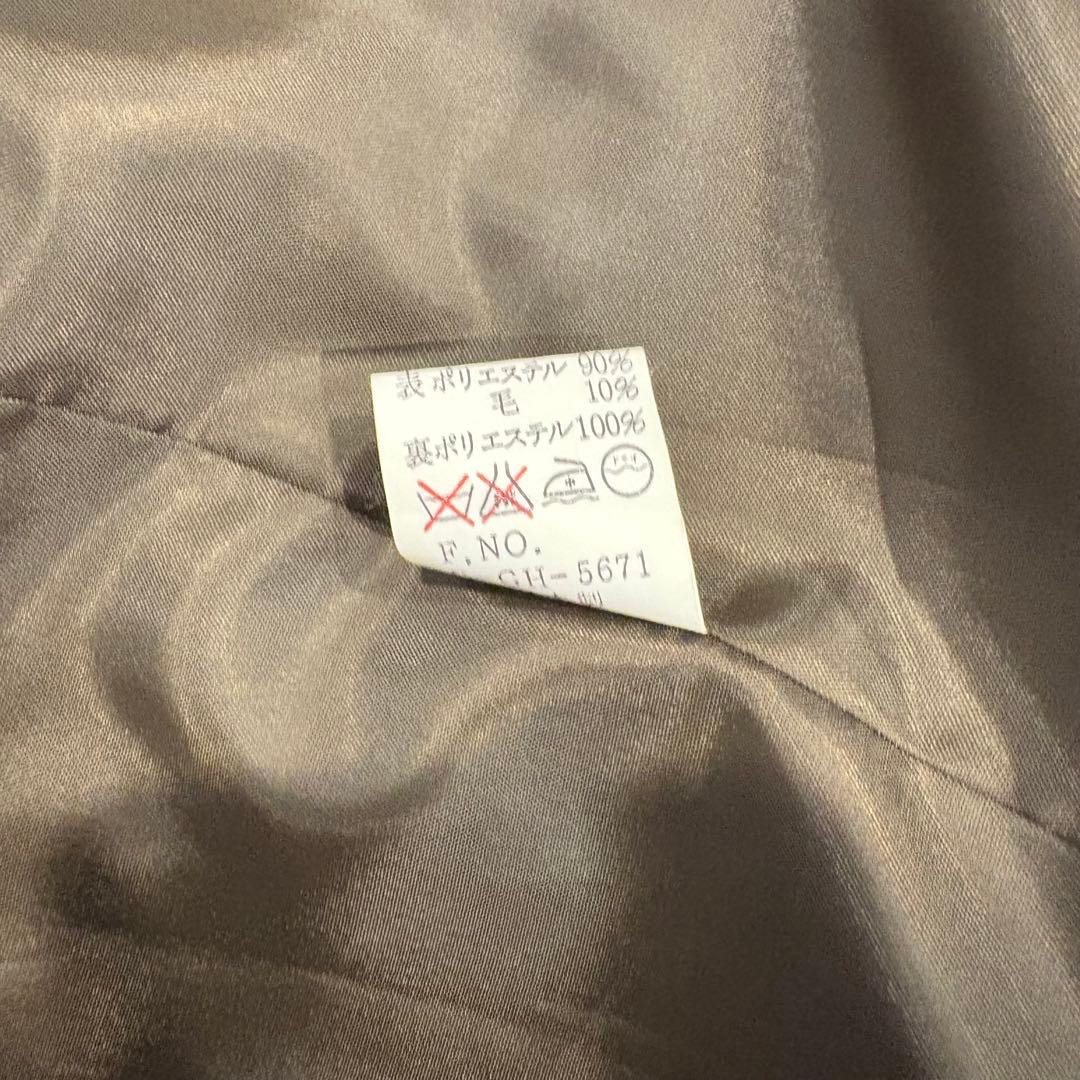 表 ポリエステル 90%
毛 10%
裏ポリエステル100%
F.NO.
GH-5671